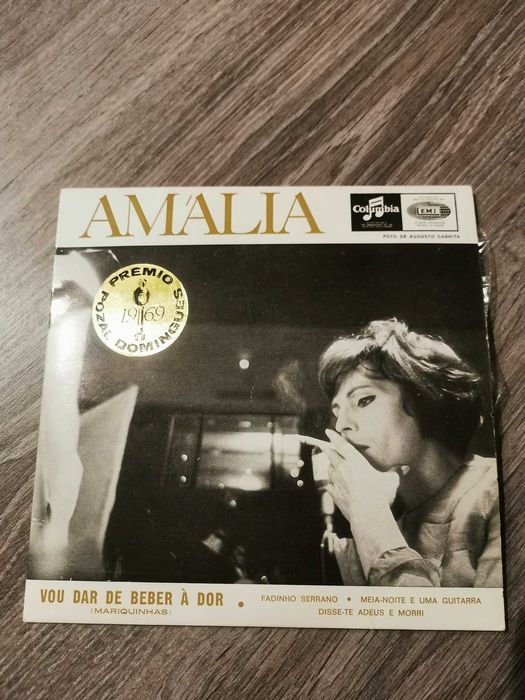 AMÁLIA
Columbia
EMI
FOTO DE AUGUSTO CABRITA
PRÉMIO
1969
POZAL DOMINGUES
VOU DAR DE BEBER À DOR •
(MARIQUINHAS)
FADINHO SERRANO • MEIA-NOITE E UMA GUITARRA
DISSE-TE ADEUS E MORRI